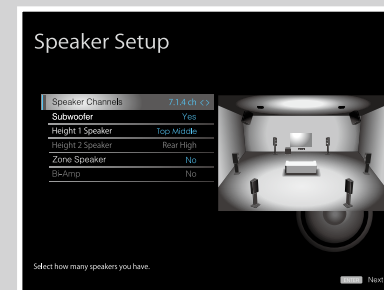 Speaker Setup
Speaker Channels 7.1.4 ch < >
Subwoofer Yes
Height 1 Speaker Top Middle
Height 2 Speaker Rear High
Zone Speaker No
Bi-Amp No
Select how many speakers you have.
ENTER Next